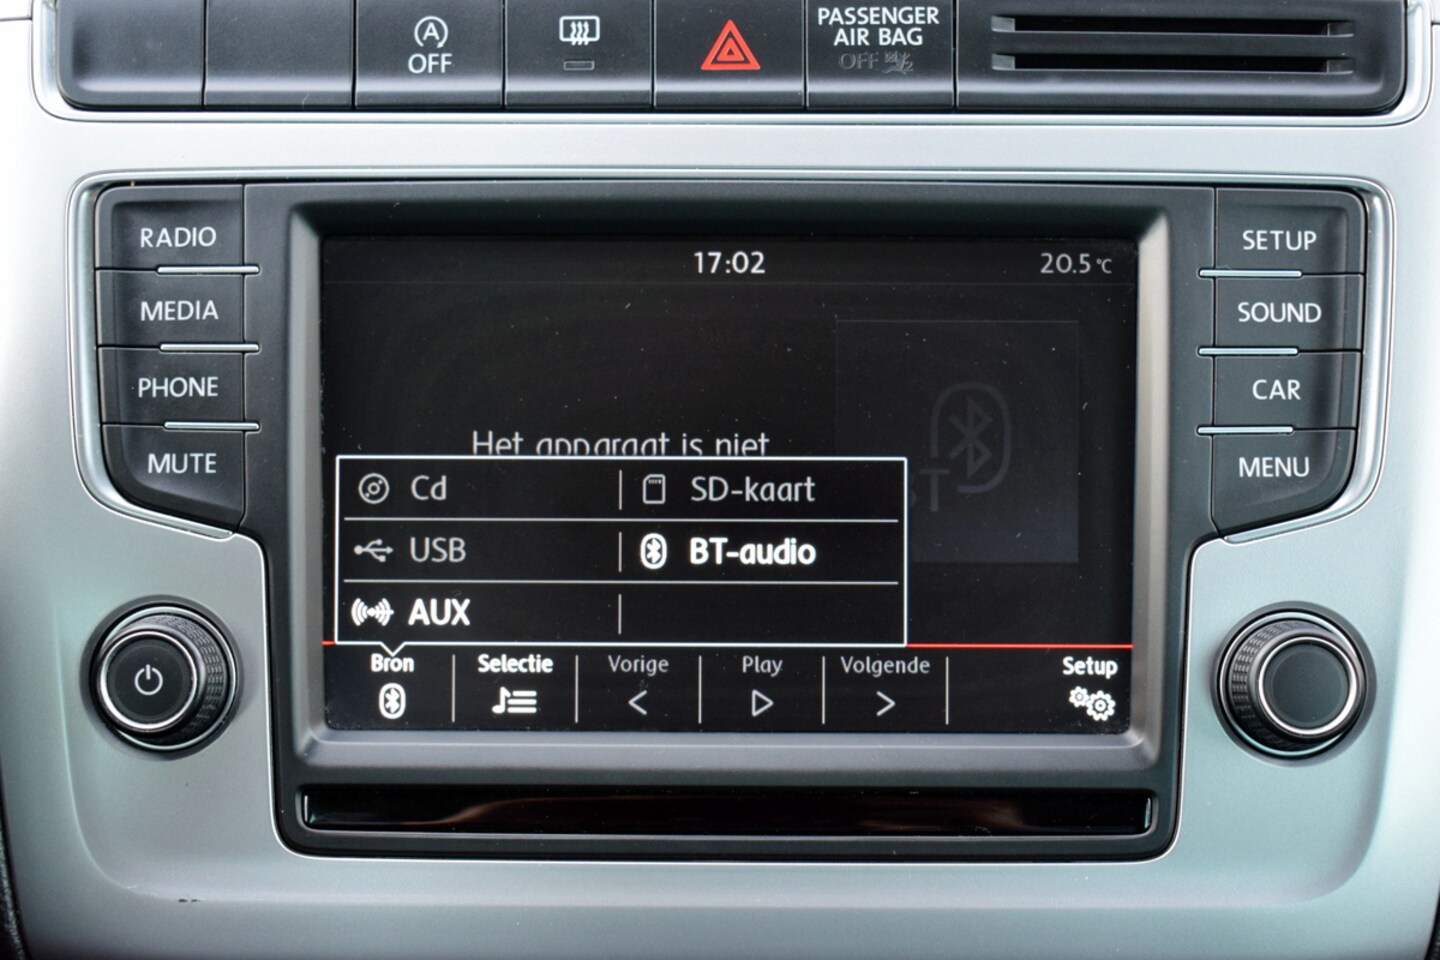 A
OFF
PASSENGER
AIR BAG
OFF
RADIO
MEDIA
PHONE
MUTE
17:02
20.5 °C
Het apparaat is niet
Cd
SD-kaart
USB
BT-audio
AUX
Bron
Selectie
Vorige
Play
Volgende
Setup
SETUP
SOUND
CAR
MENU